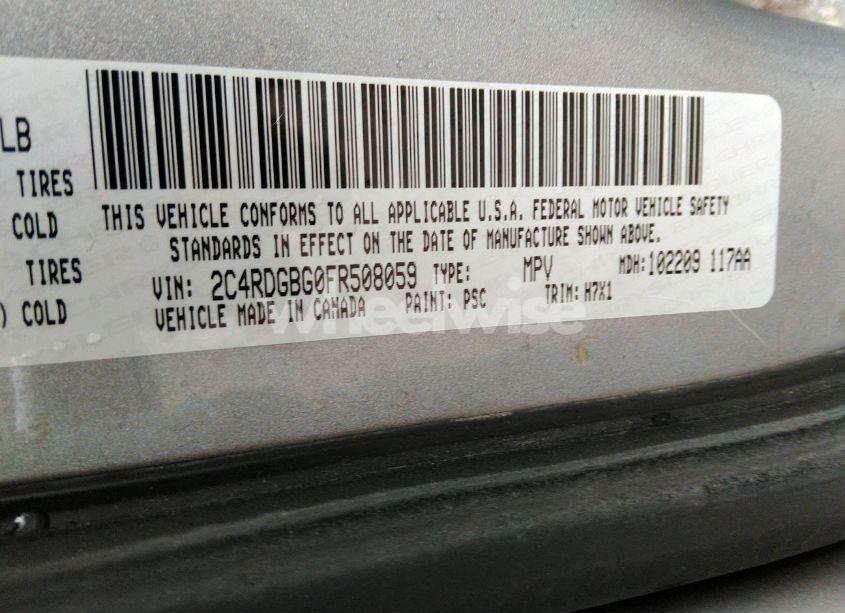 LB
TIRES
COLD
TIRES
) COLD
THIS VEHICLE CONFORMS TO ALL APPLICABLE U.S.A. FEDERAL MOTOR VEHICLE SAFETY
STANDARDS IN EFFECT ON THE DATE OF MANUFACTURE SHOWN ABOVE.
VIN: 2C4RDGBG0FR508059 TYPE: MPV MDH:102209 117AA
VEHICLE MADE IN CANADA PAINT: PSC TRIM: H7X1
wheelwise